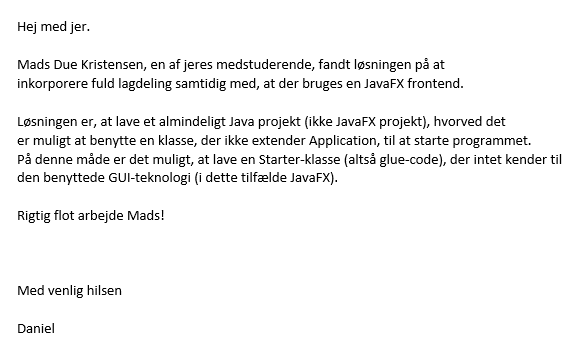 Hej med jer.
Mads Due Kristensen, en af jeres medstuderende, fandt løsningen på at
inkorporere fuld lagdeling samtidig med, at der bruges en JavaFX frontend.
Løsningen er, at lave et almindeligt Java projekt (ikke JavaFX projekt), hvorved det
er muligt at benytte en klasse, der ikke extender Application, til at starte programmet.
På denne måde er det muligt, at lave en Starter-klasse (altså glue-code), der intet kender til
den benyttede GUI-teknologi (i dette tilfælde JavaFX).
Rigtig flot arbejde Mads!
Med venlig hilsen
Daniel